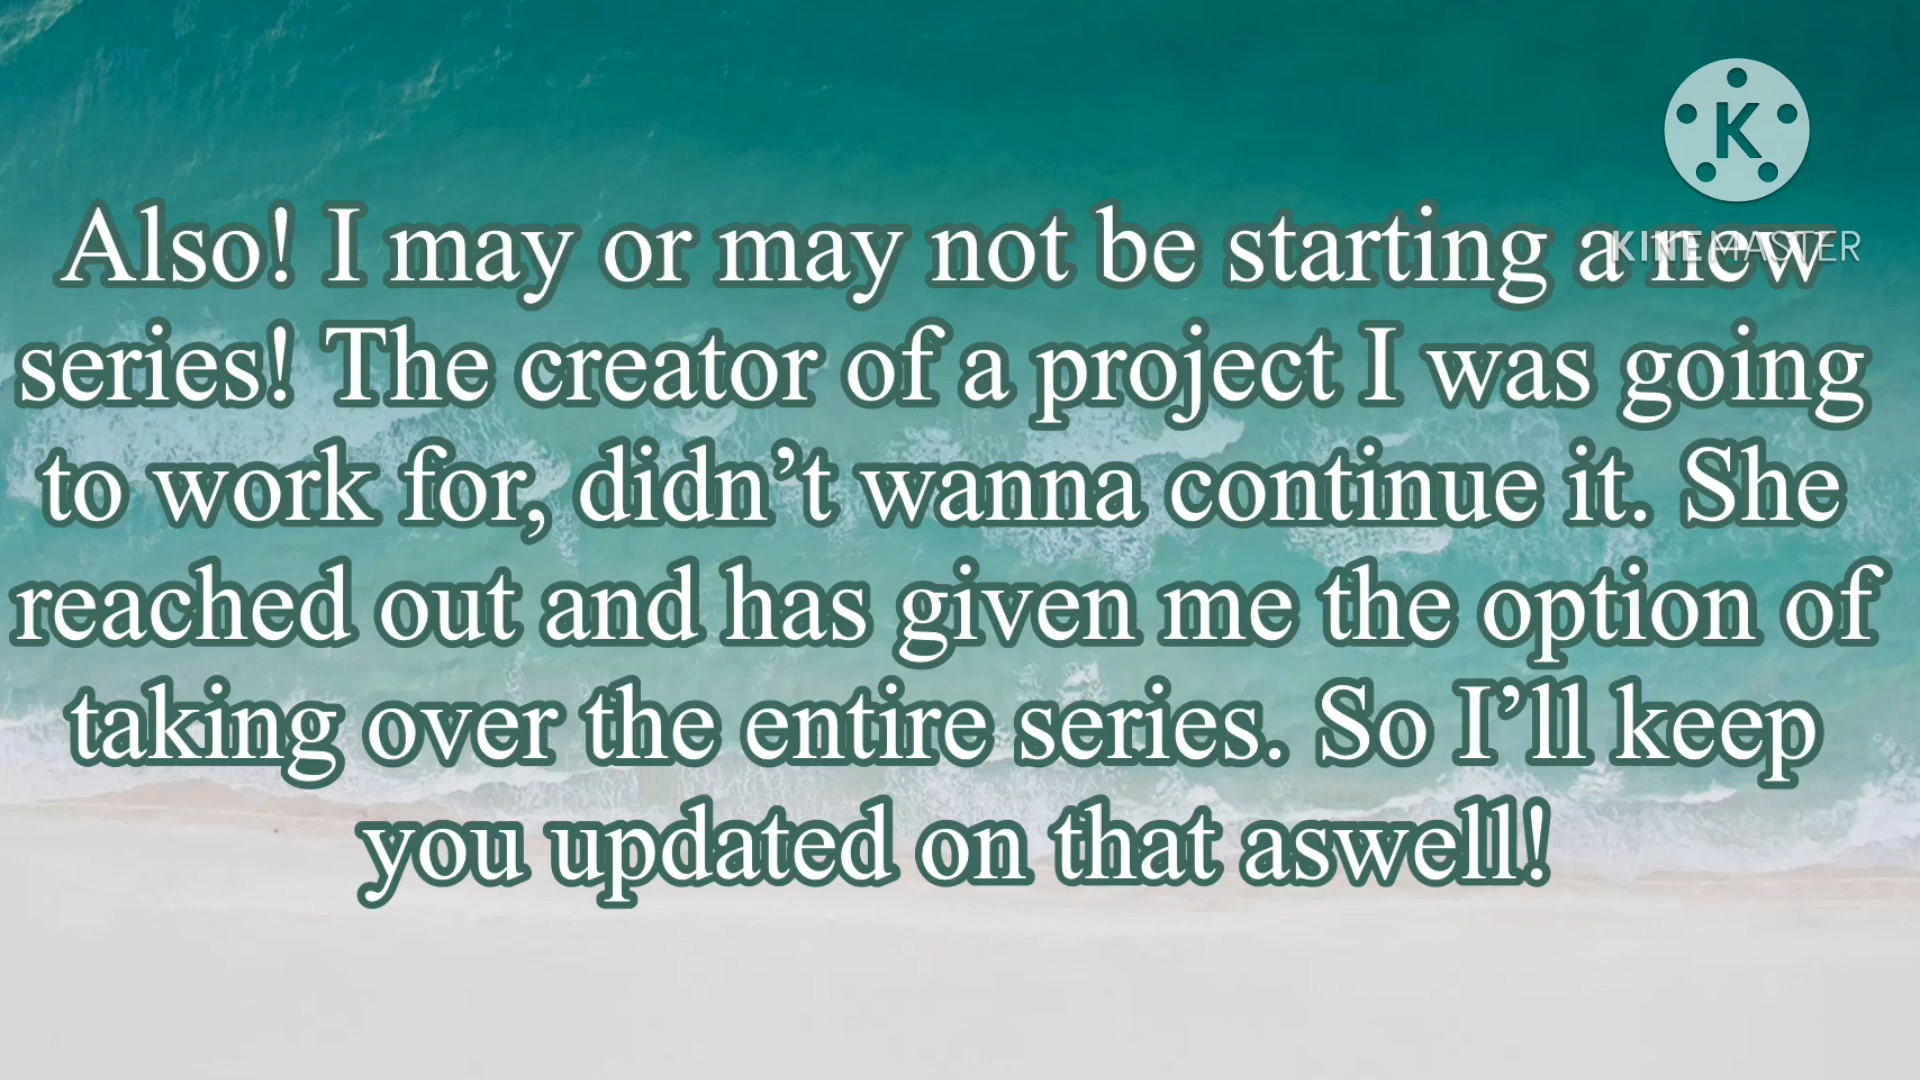 K
KINEMASTER
Also! I may or may not be starting a new
series! The creator of a project I was going
to work for, didn’t wanna continue it. She
reached out and has given me the option of
taking over the entire series. So I’ll keep
you updated on that aswell!